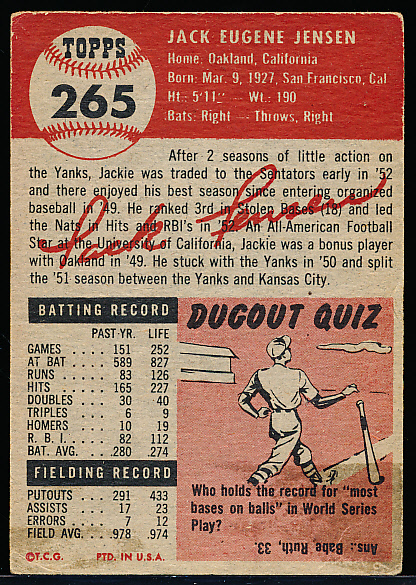 TOPPS
265
JACK EUGENE JENSEN
Home: Oakland, California
Born: Mar. 9, 1927, San Francisco, Cal
Ht.: 5'11" — Wt.: 190
Bats: Right — Throws, Right
After 2 seasons of little action on
the Yanks, Jackie was traded to the Sentators early in '52
and there enjoyed his best season since entering organized
baseball in '49. He ranked 3rd in Stolen Bases (18) and led
the Nats in Hits and RBI's in '52. An All-American Football
Star at the University of California, Jackie was a bonus player
with Oakland in '49. He stuck with the Yanks in '50 and split
the '51 season between the Yanks and Kansas City.
Jack Jensen
BATTING RECORD
PAST YR. LIFE
GAMES .... 151 252
AT BAT .... 589 827
RUNS .... 83 126
HITS .... 165 227
DOUBLES ... 30 40
TRIPLES ... 6 9
HOMERS ... 10 19
R. B. I. .... 82 112
BAT. AVG. .. .280 .274
FIELDING RECORD
PUTOUTS ... 291 433
ASSISTS ... 17 23
ERRORS .... 7 12
FIELD AVG. . .978 .974
©T.C.G. PTD. IN U.S.A.
DUGOUT QUIZ
Who holds the record for "most
bases on balls" in World Series
Play?
Ans.: Babe Ruth, 33.